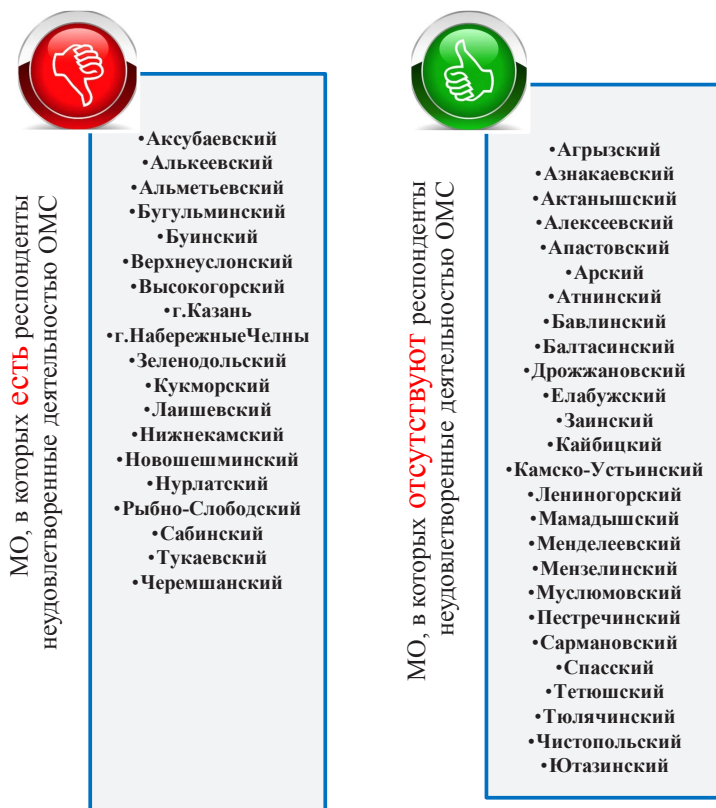 МО, в которых есть респонденты
неудовлетворенные деятельностью ОМС
•Аксубаевский
•Алькеевский
•Альметьевский
•Бугульминский
•Буинский
•Верхнеуслонский
•Высокогорский
•г.Казань
•г.НабережныеЧелны
•Зеленодольский
•Кукморский
•Лаишевский
•Нижнекамский
•Новошешминский
•Нурлатский
•Рыбно-Слободский
•Сабинский
•Тукаевский
•Черемшанский
МО, в которых отсутствуют респонденты
неудовлетворенные деятельностью ОМС
•Агрызский
•Азнакаевский
•Актанышский
•Алексеевский
•Апастовский
•Арский
•Атнинский
•Бавлинский
•Балтасинский
•Дрожжановский
•Елабужский
•Заинский
•Кайбицкий
•Камско-Устьинский
•Лениногорский
•Мамадышский
•Менделеевский
•Мензелинский
•Муслюмовский
•Пестречинский
•Сармановский
•Спасский
•Тетюшский
•Тюлячинский
•Чистопольский
•Ютазинский